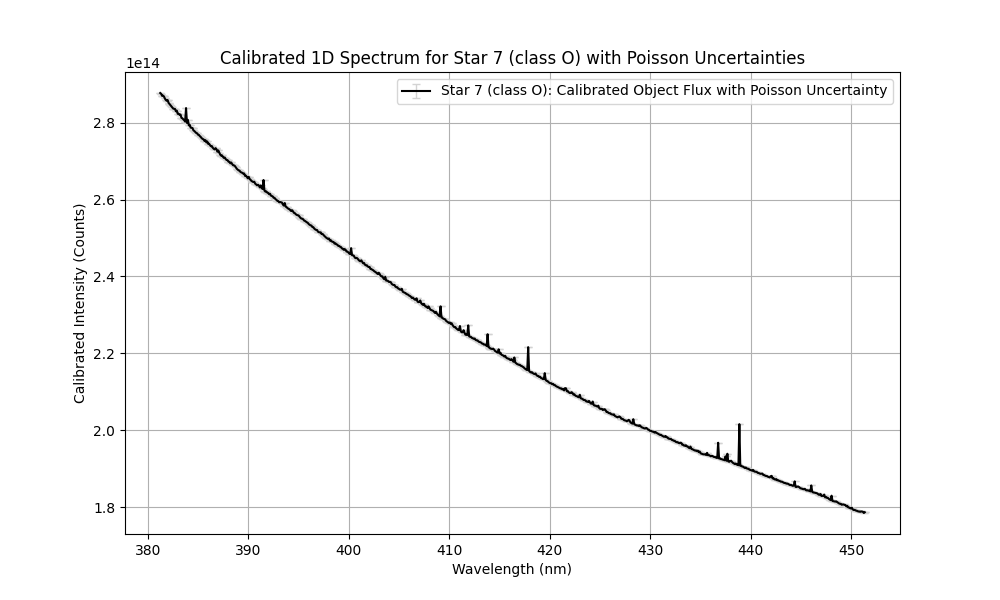 Calibrated 1D Spectrum for Star 7 (class O) with Poisson Uncertainties
1e14
Star 7 (class O): Calibrated Object Flux with Poisson Uncertainty
2.8
2.6
2.4
2.2
2.0
1.8
Calibrated Intensity (Counts)
380 390 400 410 420 430 440 450
Wavelength (nm)